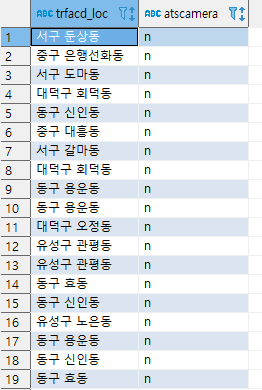 trfacd_loc atscamera
1 서구 둔상동 n
2 중구 은행선화동 n
3 서구 도마동 n
4 대덕구 회덕동 n
5 동구 신인동 n
6 중구 대흥동 n
7 서구 갈마동 n
8 대덕구 회덕동 n
9 동구 용운동 n
10 동구 용운동 n
11 대덕구 오정동 n
12 유성구 관평동 n
13 유성구 관평동 n
14 동구 효동 n
15 동구 신인동 n
16 유성구 노은동 n
17 동구 용운동 n
18 동구 신인동 n
19 동구 효동 n